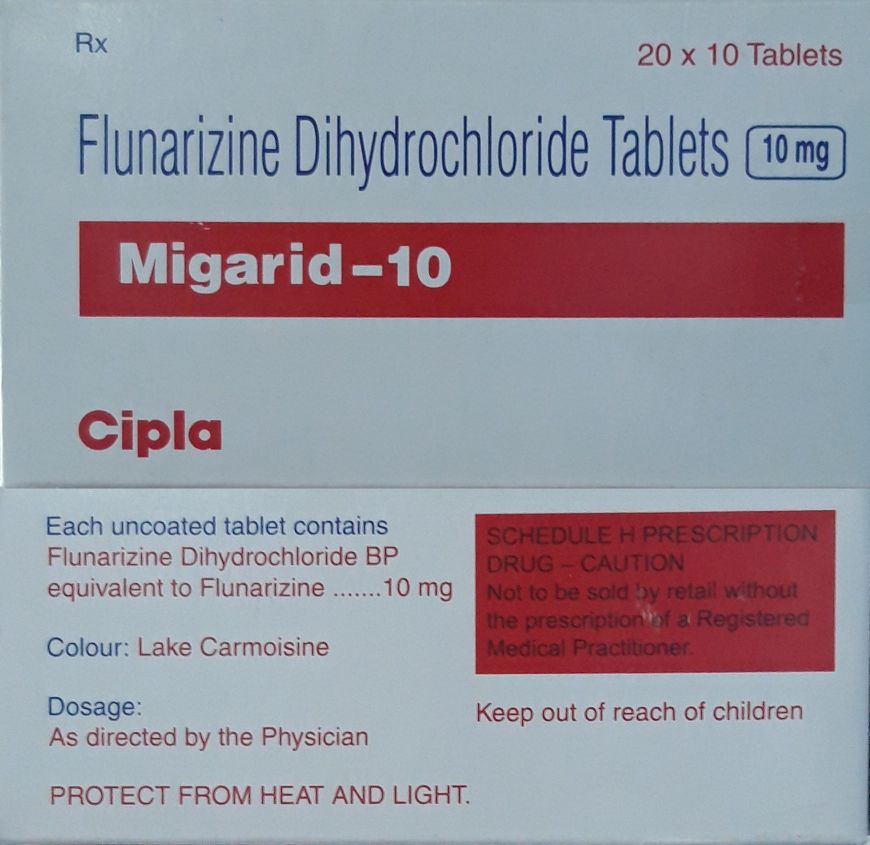 Rx
20 x 10 Tablets
Flunarizine Dihydrochloride Tablets 10 mg
Migarid-10
Cipla
Each uncoated tablet contains
Flunarizine Dihydrochloride BP
equivalent to Flunarizine .......10 mg
Colour: Lake Carmoisine
Dosage:
As directed by the Physician
PROTECT FROM HEAT AND LIGHT.
SCHEDULE H PRESCRIPTION
DRUG – CAUTION
Not to be sold by retail without
the prescription of a Registered
Medical Practitioner.
Keep out of reach of children